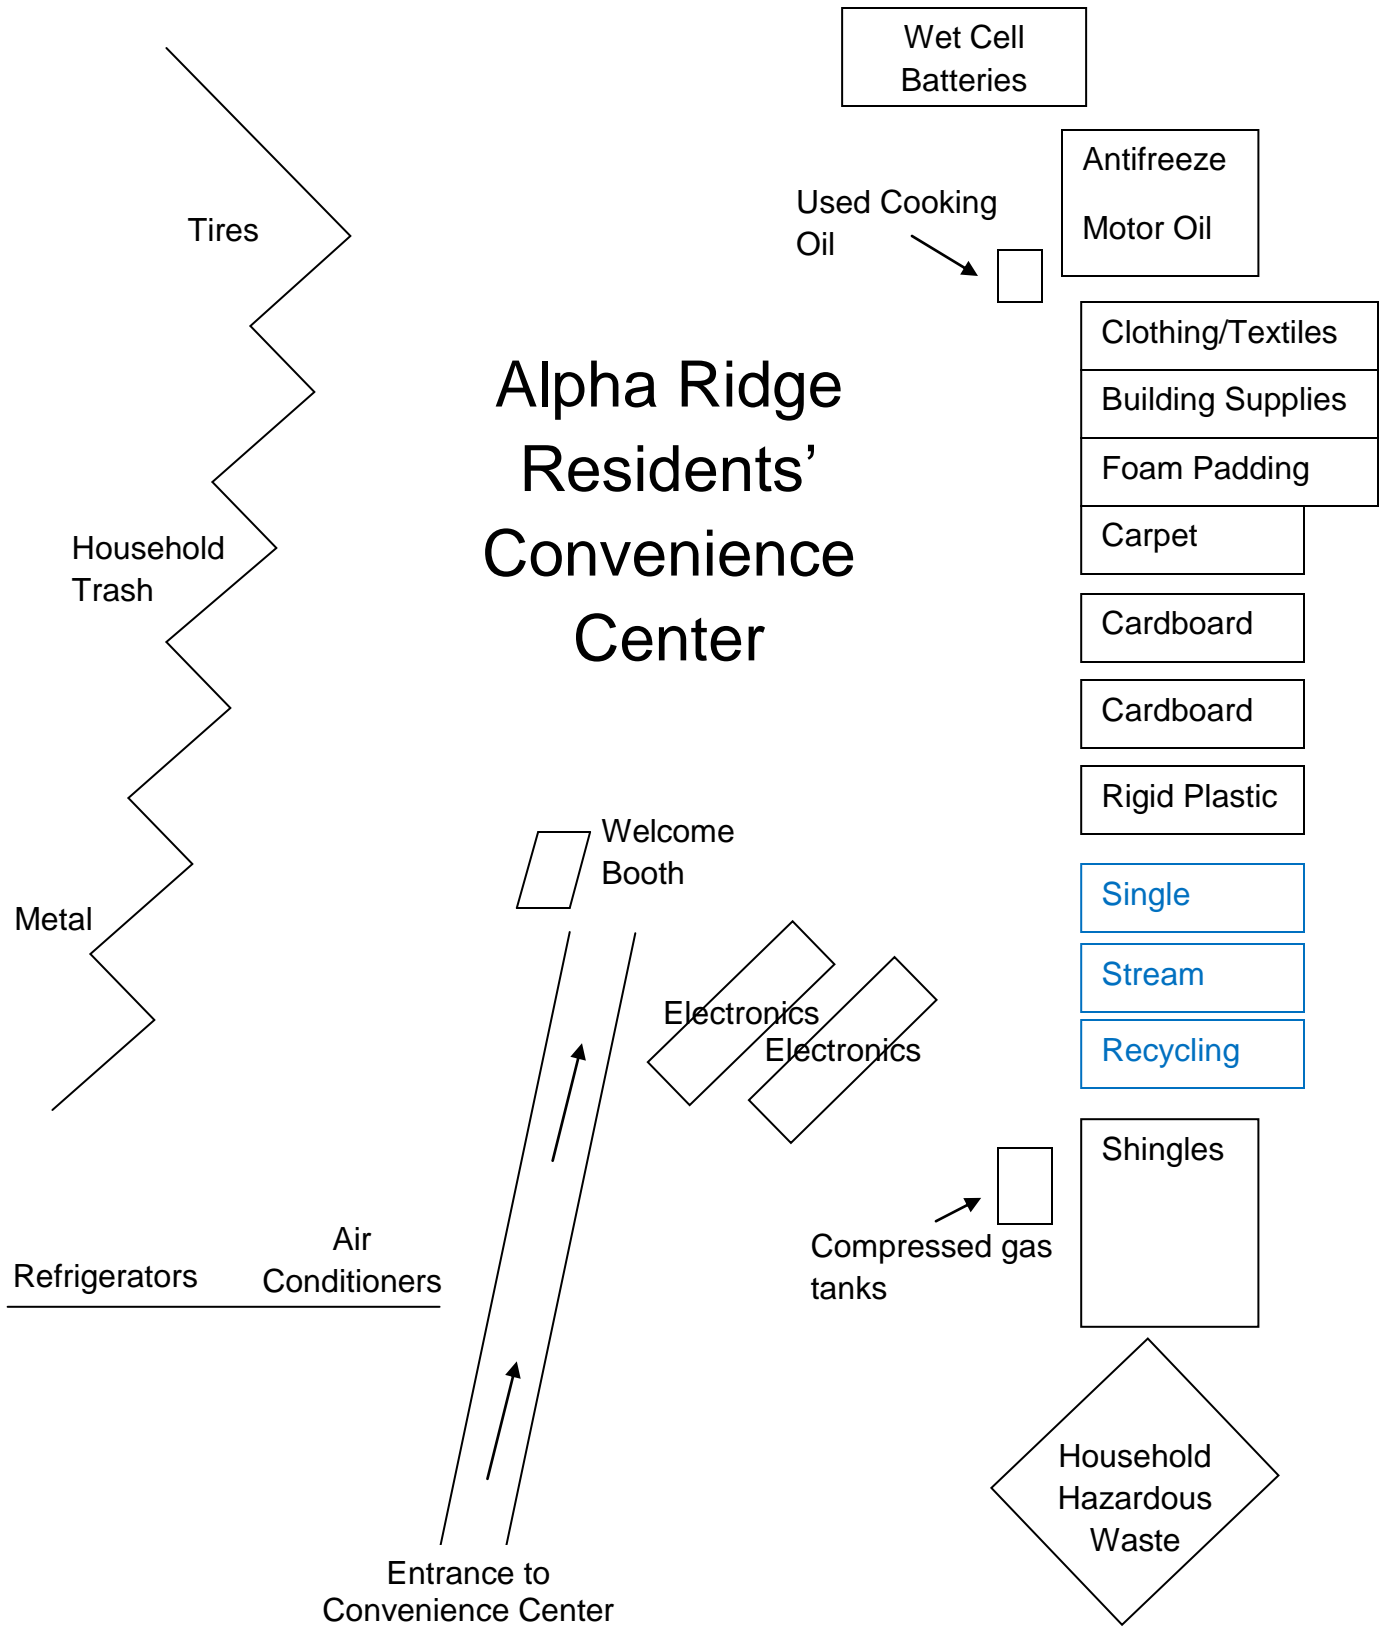 Wet Cell
Batteries
Antifreeze
Used Cooking
Oil
Motor Oil
Tires
Clothing/Textiles
Building Supplies
Foam Padding
Carpet
Alpha Ridge
Residents’
Convenience
Center
Household
Trash
Cardboard
Cardboard
Rigid Plastic
Welcome
Booth
Single
Stream
Recycling
Metal
Electronics
Electronics
Shingles
Compressed gas
tanks
Refrigerators
Air
Conditioners
Household
Hazardous
Waste
Entrance to
Convenience Center